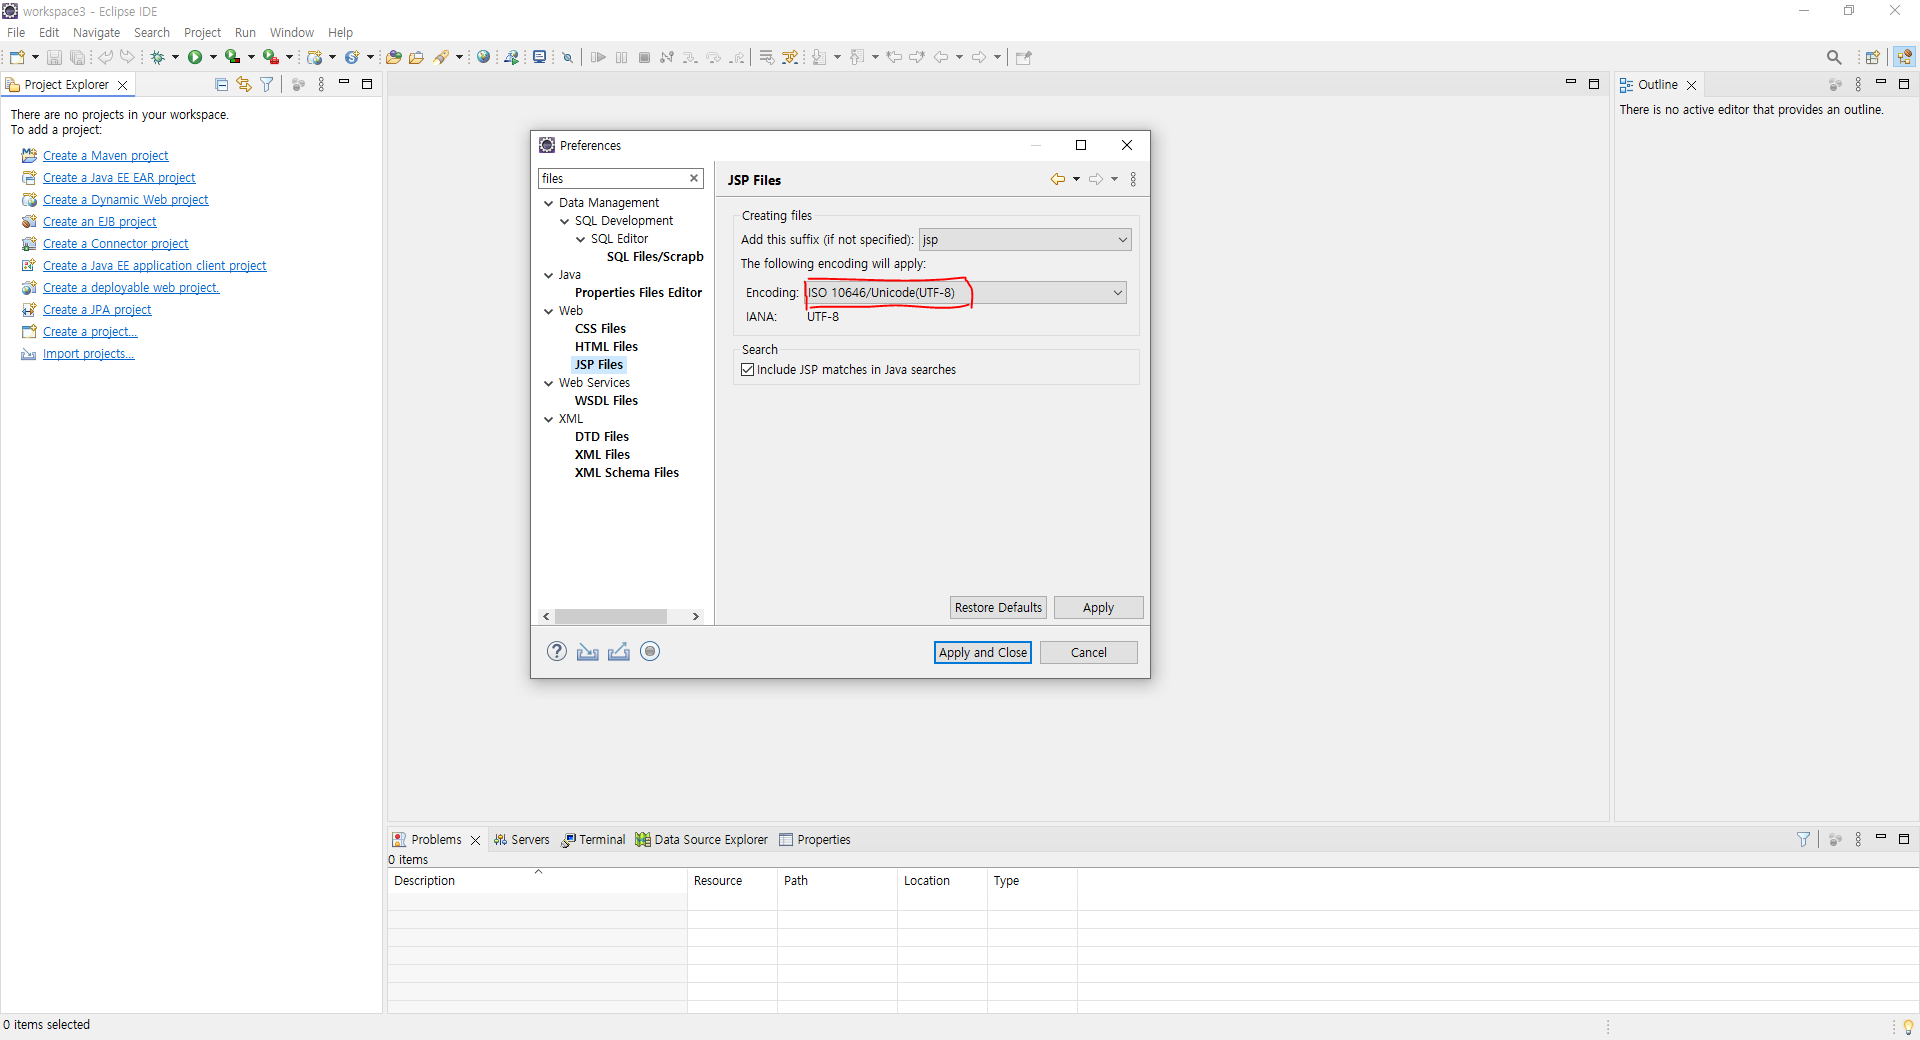 workspace3 - Eclipse IDE
File Edit Navigate Search Project Run Window Help
Project Explorer
There are no projects in your workspace.
To add a project:
Create a Maven project
Create a Java EE EAR project
Create a Dynamic Web project
Create an EJB project
Create a Connector project
Create a Java EE application client project
Create a deployable web project.
Create a JPA project
Create a project...
Import projects...
Preferences
files
Data Management
SQL Development
SQL Editor
SQL Files/Scrapb
Java
Properties Files Editor
Web
CSS Files
HTML Files
JSP Files
Web Services
WSDL Files
XML
DTD Files
XML Files
XML Schema Files
JSP Files
Creating files
Add this suffix (if not specified): jsp
The following encoding will apply:
Encoding: ISO 10646/Unicode(UTF-8)
IANA: UTF-8
Search
Include JSP matches in Java searches
Restore Defaults Apply
Apply and Close Cancel
Outline
There is no active editor that provides an outline.
Problems Servers Terminal Data Source Explorer Properties
0 items
Description Resource Path Location Type
0 items selected